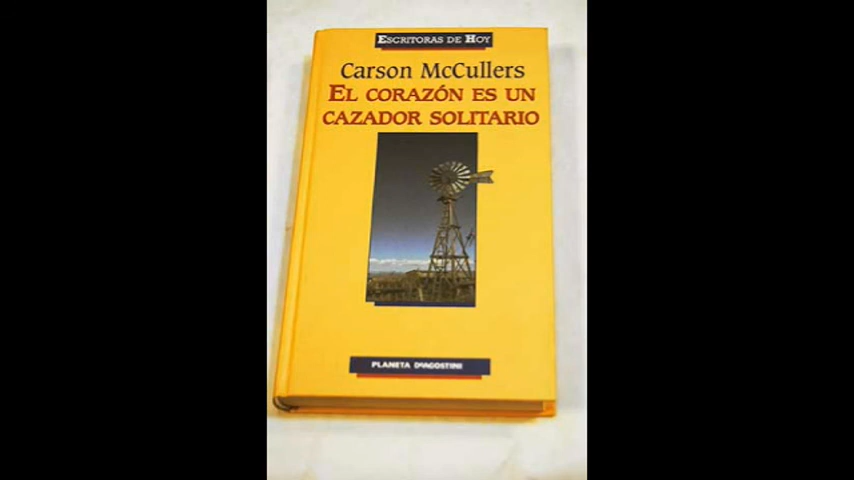 ESCRITORAS DE HOY
Carson McCullers
EL CORAZÓN ES UN
CAZADOR SOLITARIO
PLANETA DEAGOSTINI